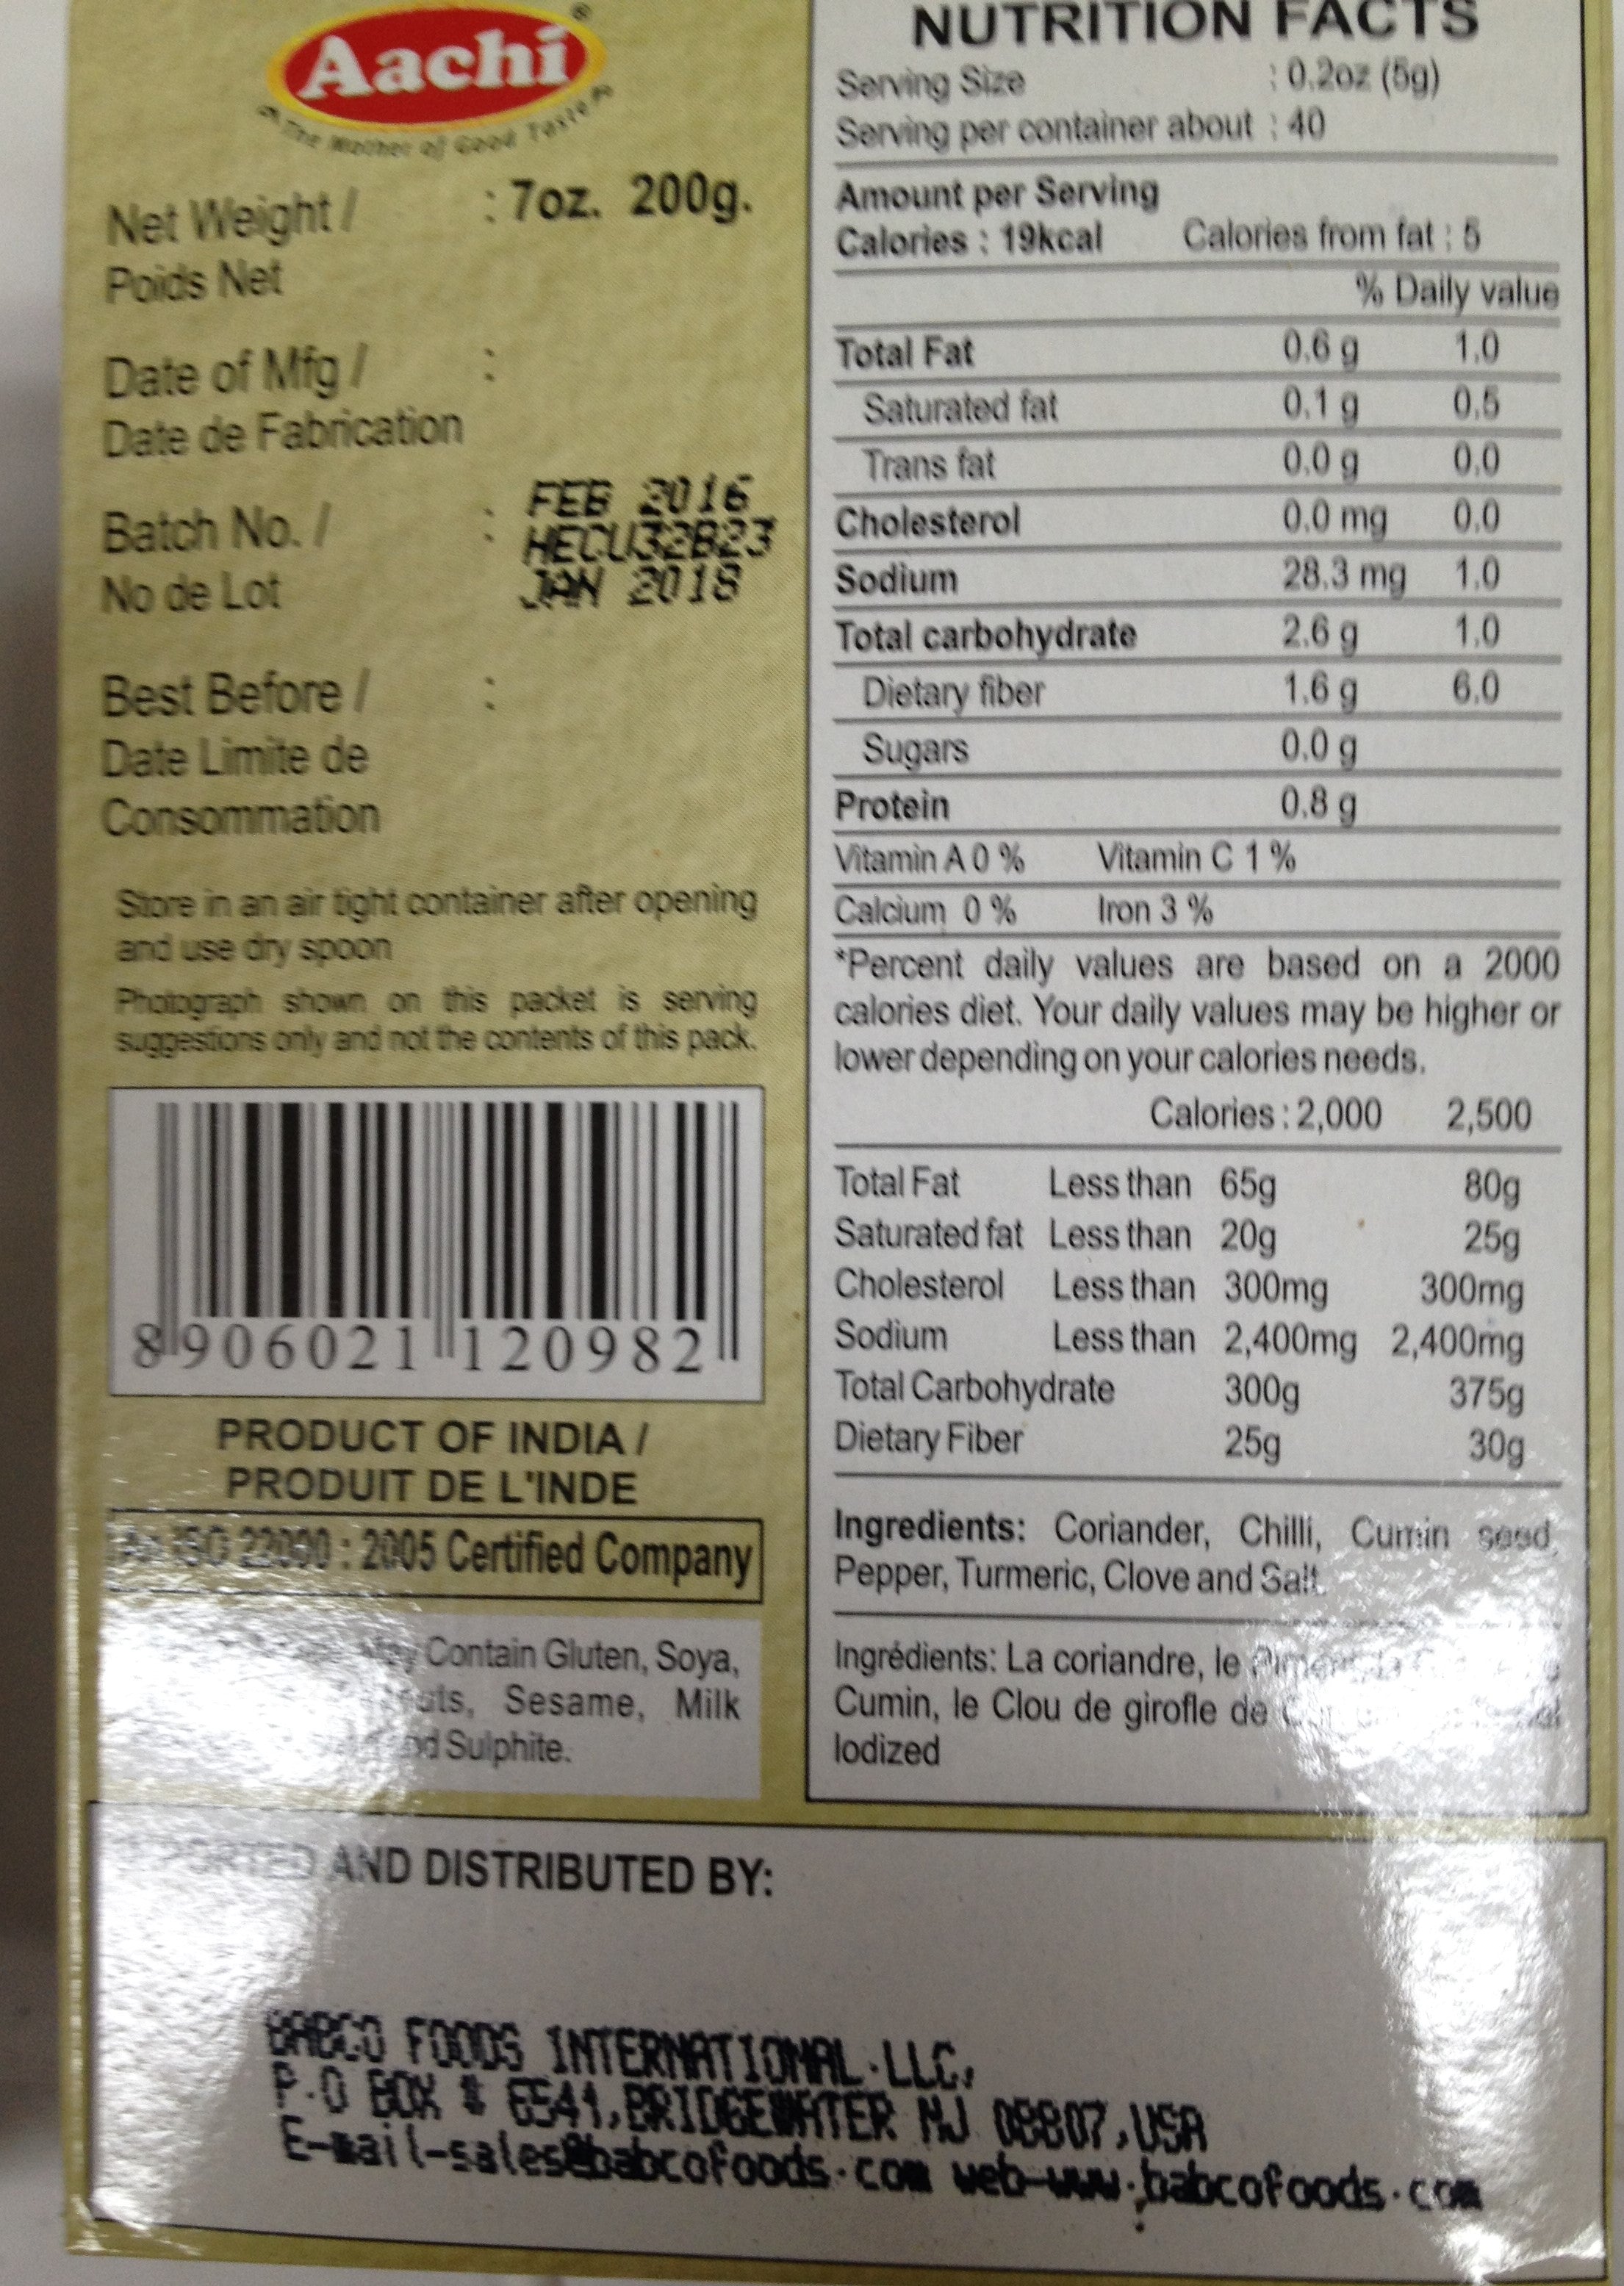 Aachi
The Mother of Good Taste
Net Weight / : 7oz. 200g.
Poids Net
Date of Mfg / :
Date de Fabrication
FEB 2016
Batch No. / : HECU32B23
No de Lot JAN 2018
Best Before / :
Date Limite de
Consommation
Store in an air tight container after opening
and use dry spoon
Photograph shown on this packet is serving
suggestions only and not the contents of this pack.
8 906021 120982
PRODUCT OF INDIA /
PRODUIT DE L'INDE
An ISO 22000 : 2005 Certified Company
May Contain Gluten, Soya,
Sesame, Milk
and Sulphite.
NUTRITION FACTS
Serving Size : 0.2oz (5g)
Serving per container about : 40
Amount per Serving
Calories : 19kcal Calories from fat : 5
% Daily value
Total Fat 0.6 g 1.0
Saturated fat 0.1 g 0.5
Trans fat 0.0 g 0.0
Cholesterol 0.0 mg 0.0
Sodium 28.3 mg 1.0
Total carbohydrate 2.6 g 1.0
Dietary fiber 1.6 g 6.0
Sugars 0.0 g
Protein 0.8 g
Vitamin A 0 % Vitamin C 1 %
Calcium 0 % Iron 3 %
*Percent daily values are based on a 2000
calories diet. Your daily values may be higher or
lower depending on your calories needs.
Calories : 2,000 2,500
Total Fat Less than 65g 80g
Saturated fat Less than 20g 25g
Cholesterol Less than 300mg 300mg
Sodium Less than 2,400mg 2,400mg
Total Carbohydrate 300g 375g
Dietary Fiber 25g 30g
Ingredients: Coriander, Chilli, Cumin seed,
Pepper, Turmeric, Clove and Salt.
Ingrédients: La coriandre, le
Cumin, le Clou de girofle de
Iodized
AND DISTRIBUTED BY:
BABCO FOODS INTERNATIONAL LLC,
P.O BOX # 6541, BRIDGEWATER NJ 08807, USA
E-mail-sales@babcofoods.com web-www.babcofoods.com